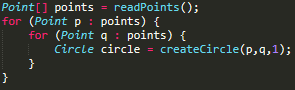 Point[] points = readPoints();
for (Point p : points) {
    for (Point q : points) {
        Circle circle = createCircle(p,q,1);
    }
}